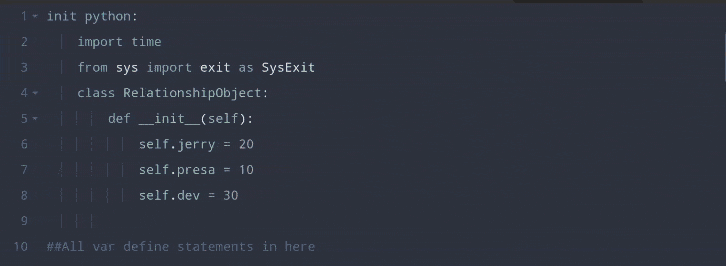 1 init python:
2 import time
3 from sys import exit as SysExit
4 class RelationshipObject:
5 def __init__(self):
6 self.jerry = 20
7 self.presa = 10
8 self.dev = 30
9
10 ##All var define statements in here